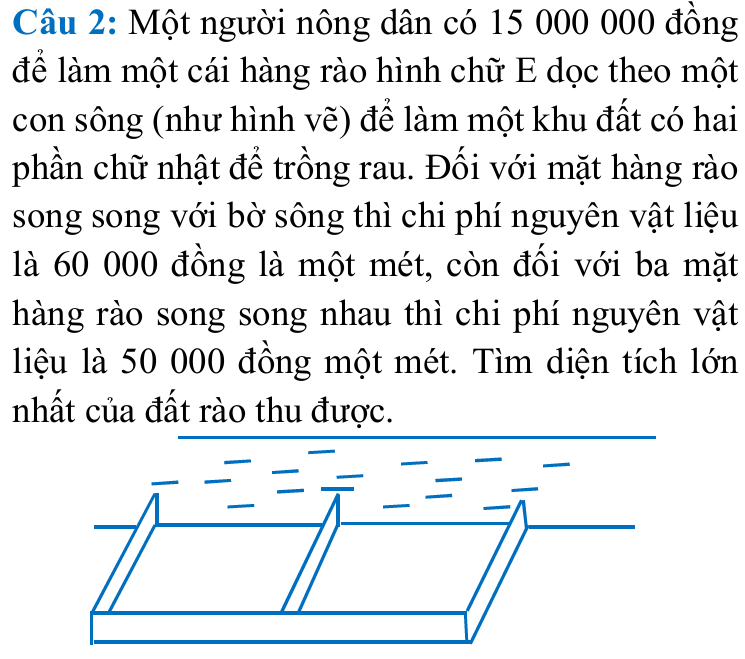 Câu 2: Một người nông dân có 15 000 000 đồng
để làm một cái hàng rào hình chữ E dọc theo một
con sông (như hình vẽ) để làm một khu đất có hai
phần chữ nhật để trồng rau. Đối với mặt hàng rào
song song với bờ sông thì chi phí nguyên vật liệu
là 60 000 đồng là một mét, còn đối với ba mặt
hàng rào song song nhau thì chi phí nguyên vật
liệu là 50 000 đồng một mét. Tìm diện tích lớn
nhất của đất rào thu được.